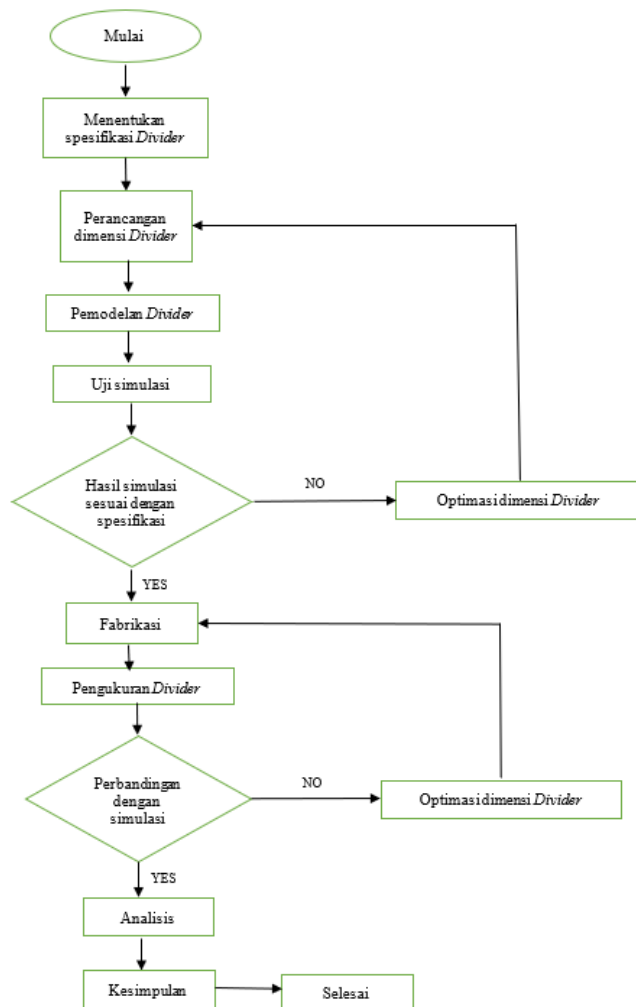 Mulai
Menentukan
spesifikasi Divider
Perancangan
dimensi Divider
Pemodelan Divider
Uji simulasi
Hasil simulasi
sesuai dengan
spesifikasi
NO
Optimasi dimensi Divider
YES
Fabrikasi
Pengukuran Divider
Perbandingan
dengan
simulasi
NO
Optimasi dimensi Divider
YES
Analisis
Kesimpulan
Selesai